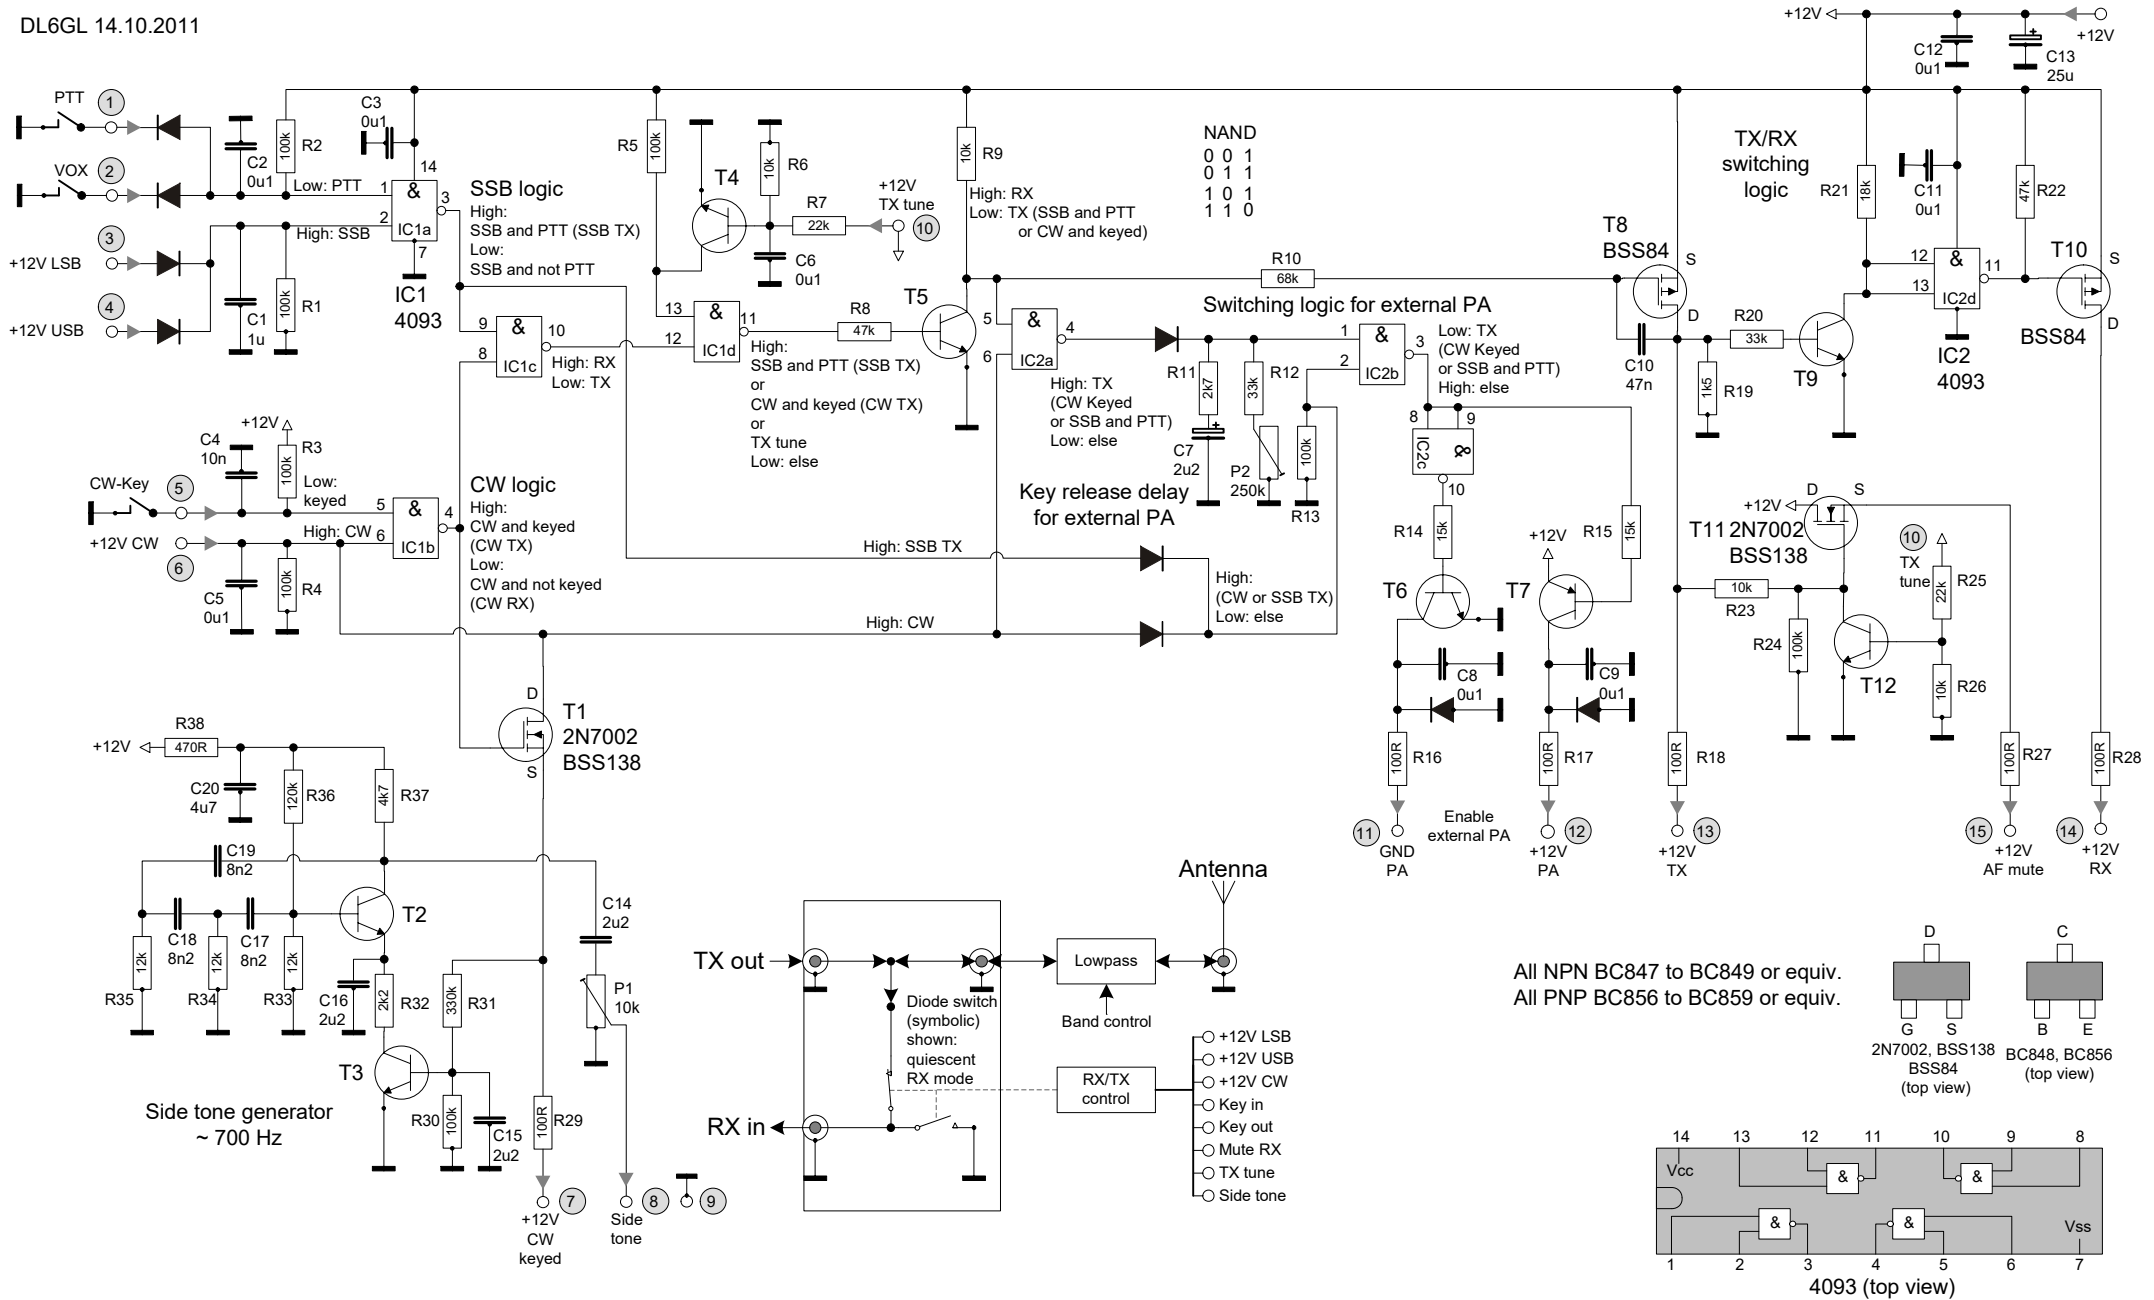 DL6GL 14.10.2011
+12V
+12V
C12
0u1
C13
25u
PTT
1
VOX
2
3
+12V LSB
4
+12V USB
C2
0u1
100k
R2
C3
0u1
Low: PTT
High: SSB
C1
1u
100k
R1
14
1
2
3
7
&
IC1a
IC1
4093
SSB logic
High:
SSB and PTT (SSB TX)
Low:
SSB and not PTT
R5
100k
T4
10k
R6
R7
22k
+12V
TX tune
10
C6
0u1
10k
R9
High: RX
Low: TX (SSB and PTT
or CW and keyed)
NAND
0 0 1
0 1 1
1 0 1
1 1 0
TX/RX
switching
logic
R21
18k
C11
0u1
47k
R22
T8
BSS84
S
D
12
13
11
&
IC2d
IC2
4093
T10
S
D
BSS84
9
8
10
&
IC1c
High: RX
Low: TX
13
12
11
&
IC1d
High:
SSB and PTT (SSB TX)
or
CW and keyed (CW TX)
or
TX tune
Low: else
R8
47k
T5
5
6
4
&
IC2a
High: TX
(CW Keyed
or SSB and PTT)
Low: else
R10
68k
Switching logic for external PA
R11
2k7
C7
2u2
R12
33k
P2
250k
100k
R13
1
2
3
&
IC2b
Low: TX
(CW Keyed
or SSB and PTT)
High: else
8
9
10
IC2c
&
Key release delay
for external PA
C10
47n
1k5
R19
R20
33k
T9
+12V
C4
10n
R3
100k
Low:
keyed
CW-Key
5
+12V CW
6
High: CW
C5
0u1
100k
R4
5
6
4
&
IC1b
CW logic
High:
CW and keyed
(CW TX)
Low:
CW and not keyed
(CW RX)
High: SSB TX
High: CW
High:
(CW or SSB TX)
Low: else
R14
15k
T6
R15
15k
+12V
T7
C8
0u1
C9
0u1
D
S
+12V
T11 2N7002
BSS138
10
TX
tune
22k
R25
10k
R23
R24
100k
T12
10k
R26
100R
R16
100R
R17
100R
R18
100R
R27
100R
R28
11
GND
PA
Enable
external PA
12
+12V
PA
13
+12V
TX
15
+12V
AF mute
14
+12V
RX
D
S
T1
2N7002
BSS138
R38
+12V
470R
C20
4u7
120k
R36
4k7
R37
C19
8n2
T2
C18
8n2
C17
8n2
12k
R35
12k
R34
12k
R33
C16
2u2
2k2
R32
330k
R31
C14
2u2
P1
10k
T3
R30
100k
C15
2u2
100R
R29
Side tone generator
~ 700 Hz
7
+12V
CW
keyed
8
Side
tone
9
Antenna
TX out
RX in
Lowpass
Band control
Diode switch
(symbolic)
shown:
quiescent
RX mode
RX/TX
control
+12V LSB
+12V USB
+12V CW
Key in
Key out
Mute RX
TX tune
Side tone
All NPN BC847 to BC849 or equiv.
All PNP BC856 to BC859 or equiv.
D
G
S
2N7002, BSS138
BSS84
(top view)
C
B
E
BC848, BC856
(top view)
14
13
12
11
10
9
8
Vcc
&
&
&
&
Vss
1
2
3
4
5
6
7
4093 (top view)